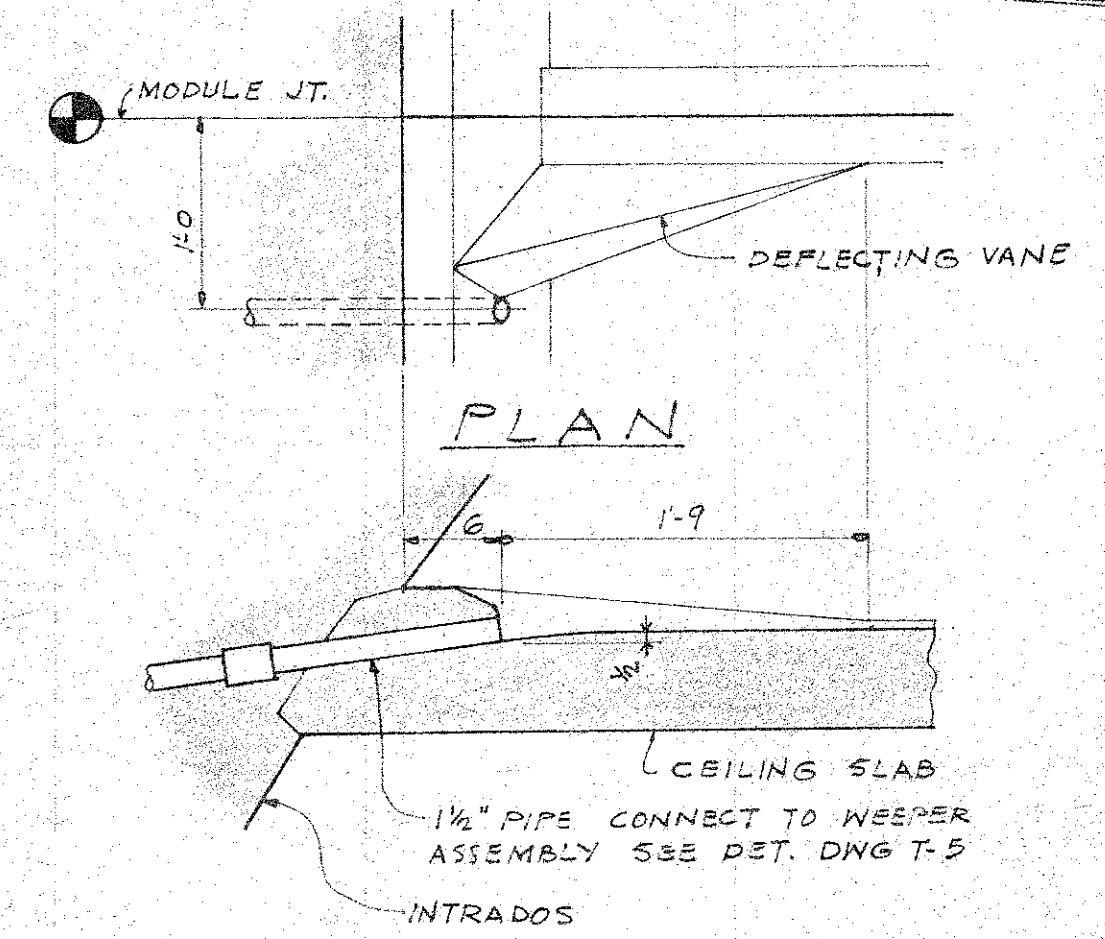 MODULE JT.
1'-0
DEFLECTING VANE
PLAN
6
1'-9
½
CEILING SLAB
1½" PIPE CONNECT TO WEEPER
ASSEMBLY SEE DET. DWG T-5
INTRADOS